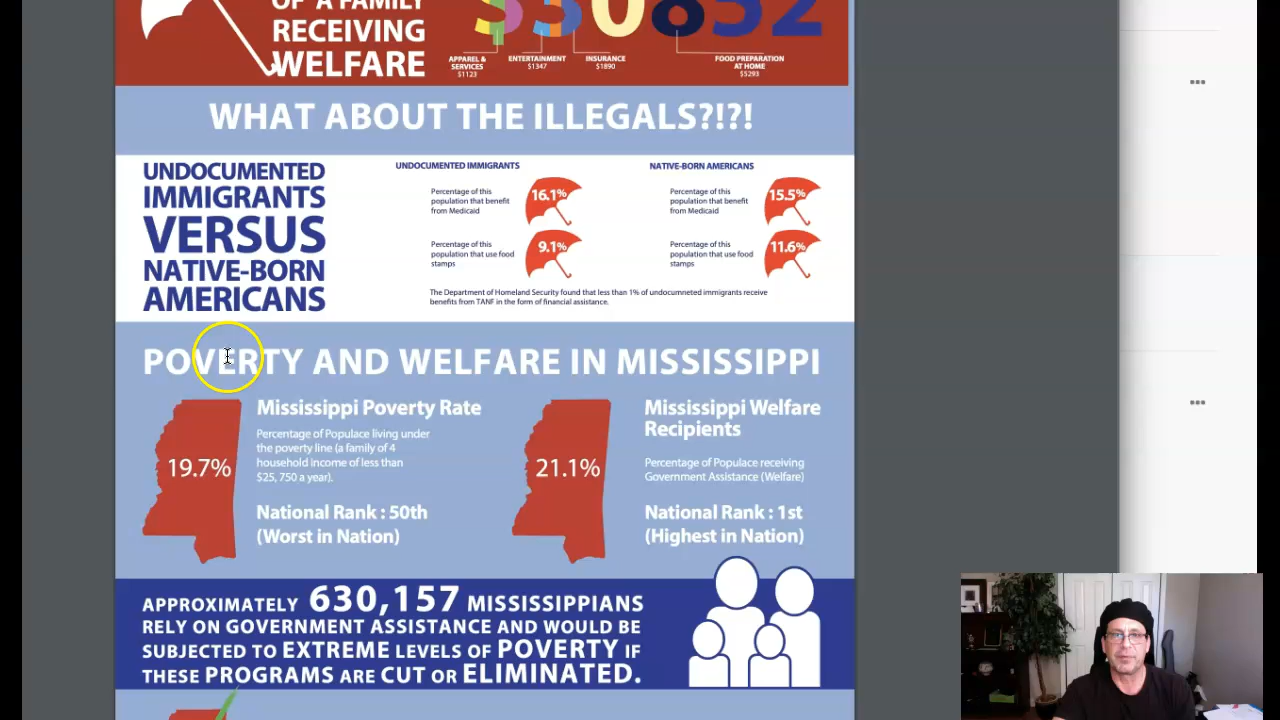 OF A FAMILY
RECEIVING
WELFARE
$30852
APPAREL &
SERVICES
$1123
ENTERTAINMENT
$1347
INSURANCE
$1890
FOOD PREPARATION
AT HOME
$5293
WHAT ABOUT THE ILLEGALS?!?!
UNDOCUMENTED
IMMIGRANTS
VERSUS
NATIVE-BORN
AMERICANS
UNDOCUMENTED IMMIGRANTS
Percentage of this
population that benefit
from Medicaid
16.1%
Percentage of this
population that use food
stamps
9.1%
NATIVE-BORN AMERICANS
Percentage of this
population that benefit
from Medicaid
15.5%
Percentage of this
population that use food
stamps
11.6%
The Department of Homeland Security found that less than 1% of undocumneted immigrants receive
benefits from TANF in the form of financial assistance.
POVERTY AND WELFARE IN MISSISSIPPI
19.7%
Mississippi Poverty Rate
Percentage of Populace living under
the poverty line (a family of 4
household income of less than
$25, 750 a year).
National Rank : 50th
(Worst in Nation)
21.1%
Mississippi Welfare
Recipients
Percentage of Populace receiving
Government Assistance (Welfare)
National Rank : 1st
(Highest in Nation)
APPROXIMATELY 630,157 MISSISSIPPIANS
RELY ON GOVERNMENT ASSISTANCE AND WOULD BE
SUBJECTED TO EXTREME LEVELS OF POVERTY IF
THESE PROGRAMS ARE CUT OR ELIMINATED.